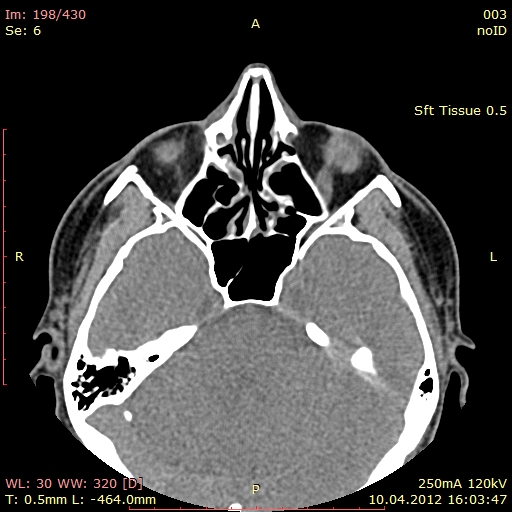 Im: 198/430
Se: 6
A
003
noID
Sft Tissue 0.5
R
L
WL: 30 WW: 320 [D]
T: 0.5mm L: -464.0mm
P
250mA 120kV
10.04.2012 16:03:47